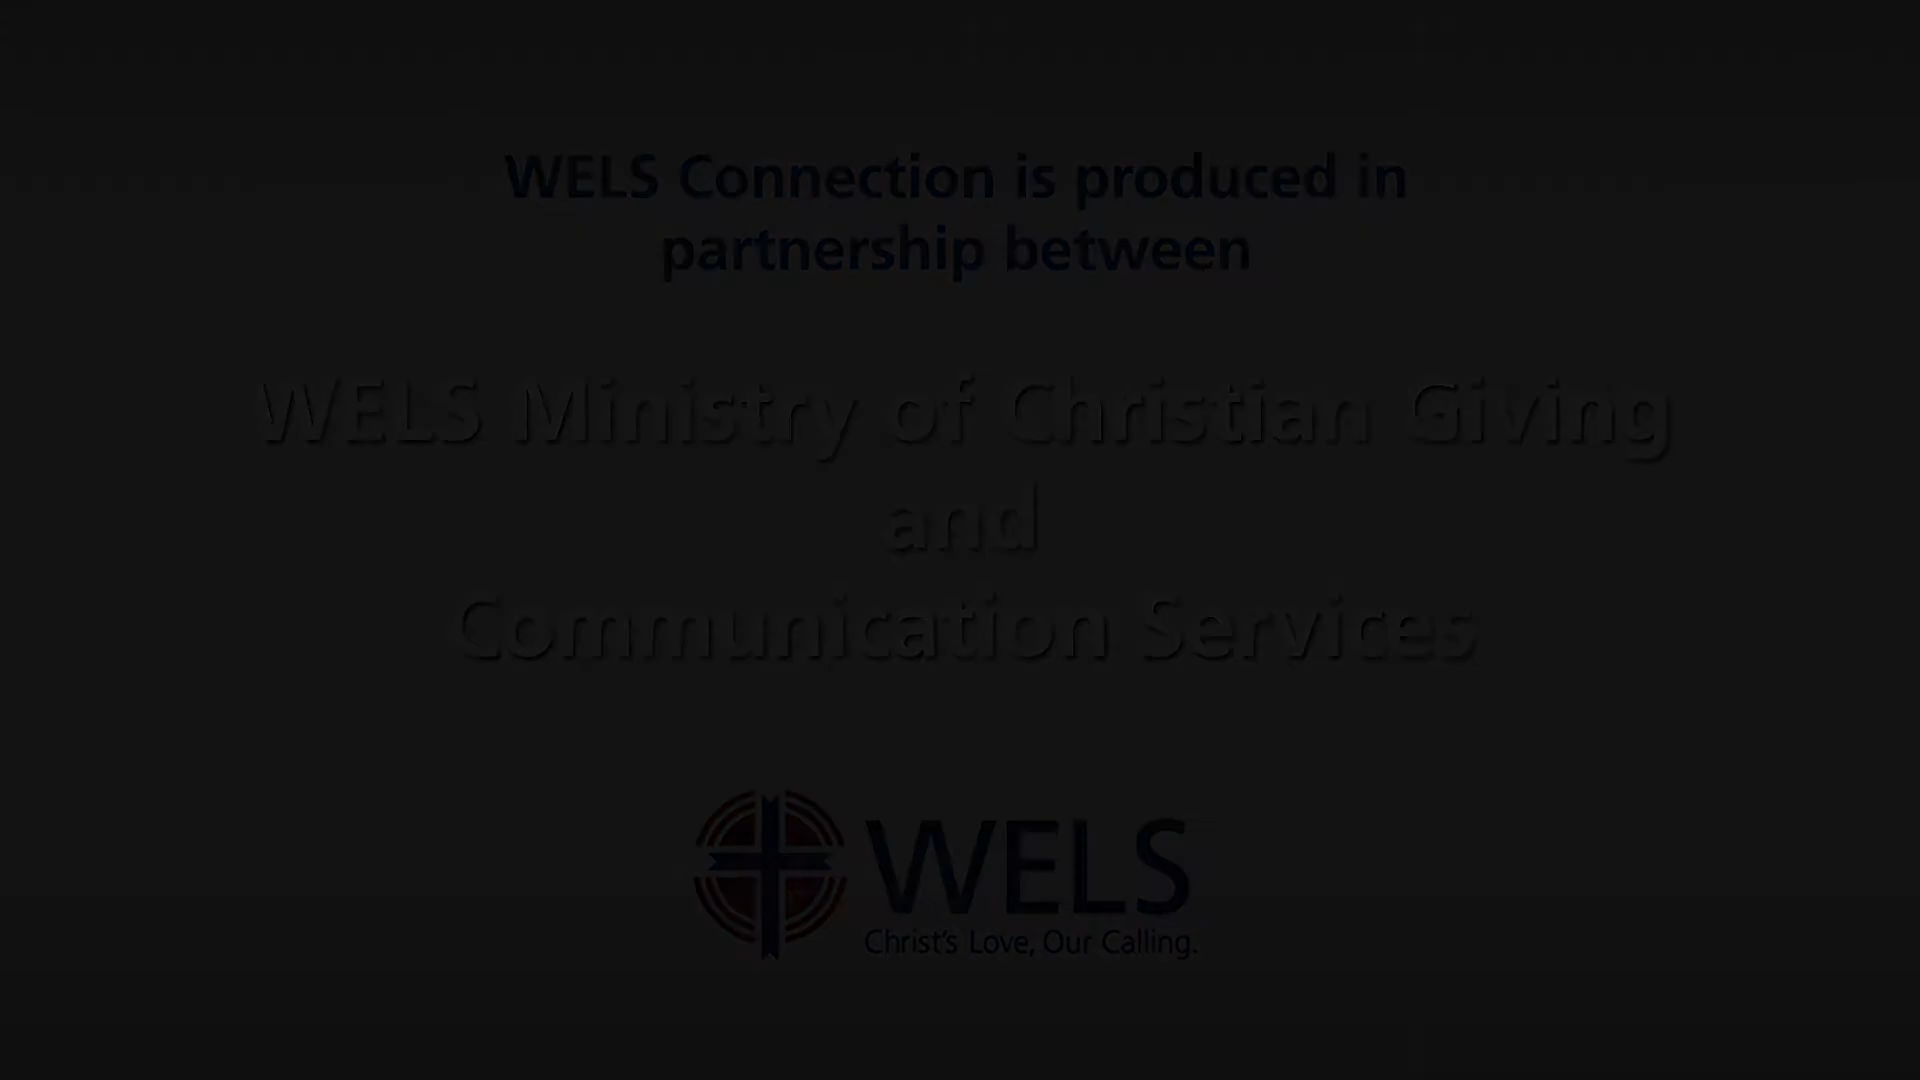 WELS Connection is produced in
partnership between
WELS Ministry of Christian Giving
and
Communication Services
WELS
Christ's Love, Our Calling.